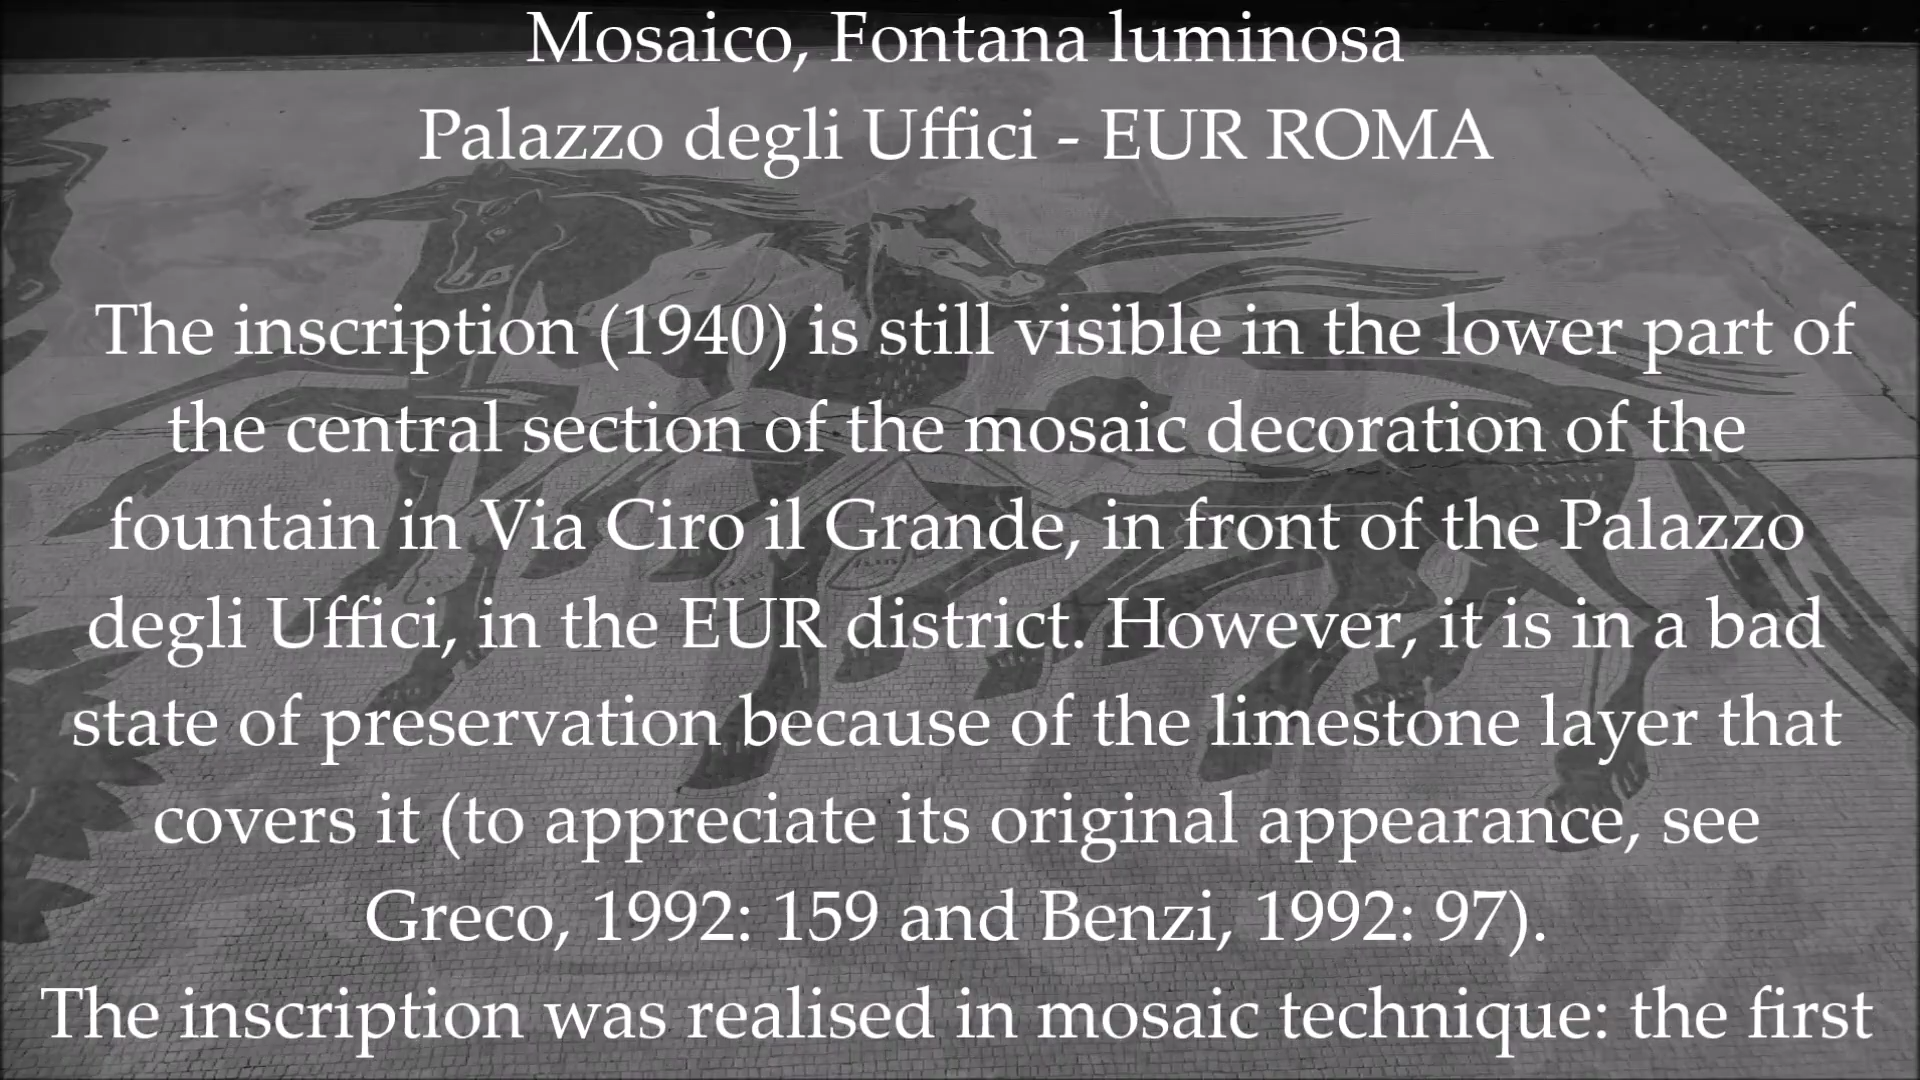 Mosaico, Fontana luminosa
Palazzo degli Uffici - EUR ROMA
The inscription (1940) is still visible in the lower part of
the central section of the mosaic decoration of the
fountain in Via Ciro il Grande, in front of the Palazzo
degli Uffici, in the EUR district. However, it is in a bad
state of preservation because of the limestone layer that
covers it (to appreciate its original appearance, see
Greco, 1992: 159 and Benzi, 1992: 97).
The inscription was realised in mosaic technique: the first